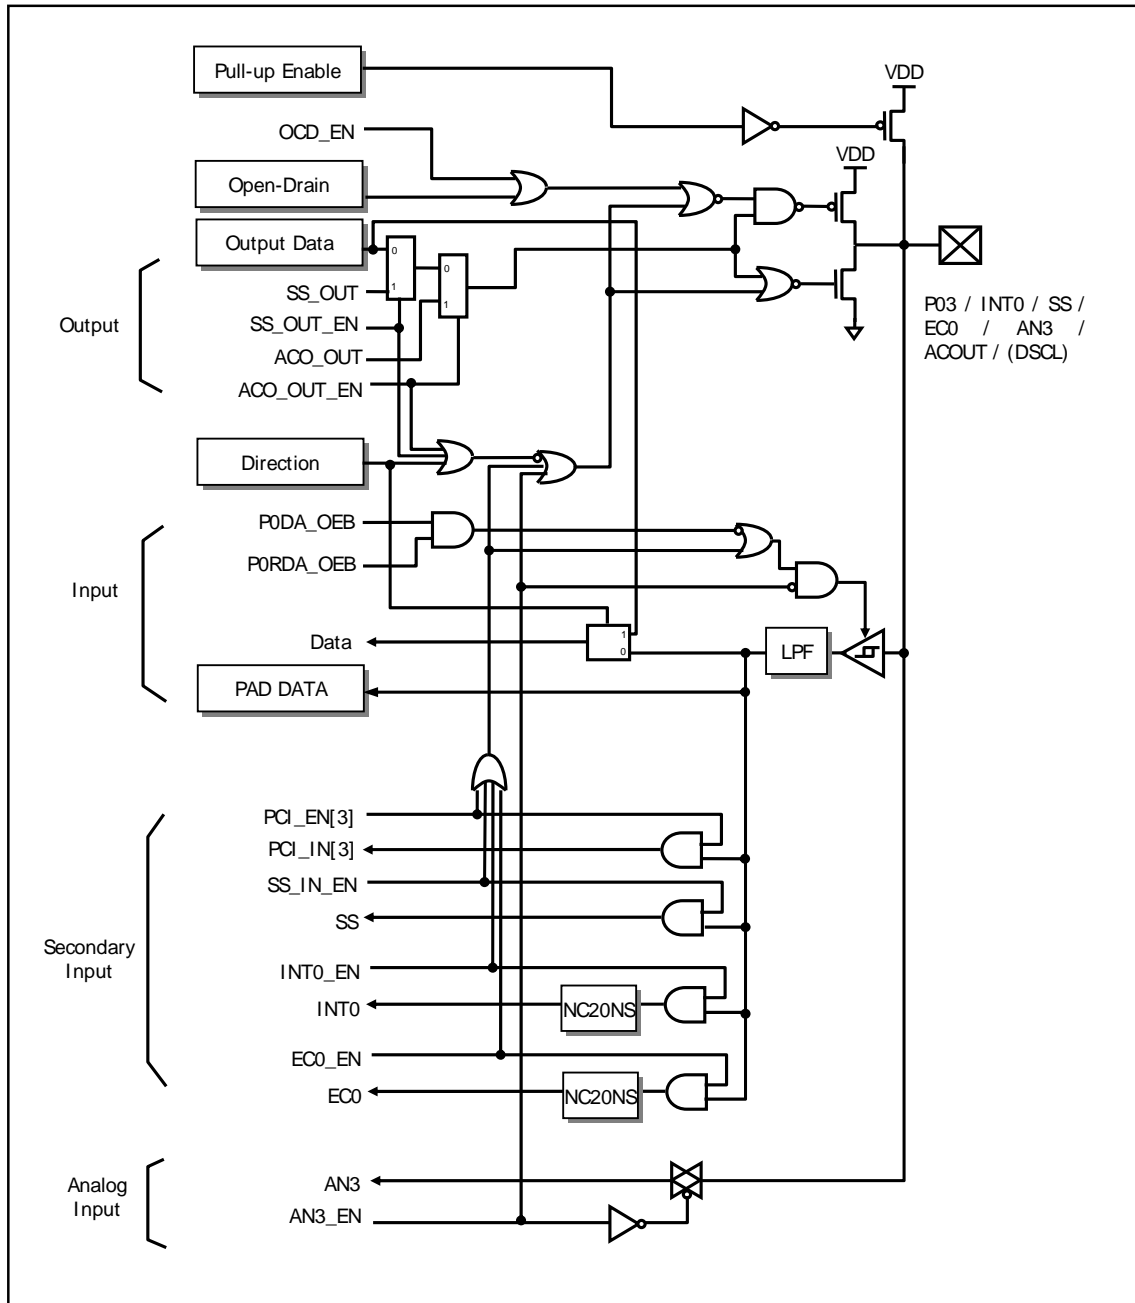 Pull-up Enable
VDD
OCD_EN
VDD
Open-Drain
Output Data
0
1
0
1
SS_OUT
Output
SS_OUT_EN
ACO_OUT
ACO_OUT_EN
P03 / INT0 / SS /
EC0 / AN3 /
ACOUT / (DSCL)
Direction
P0DA_OEB
P0RDA_OEB
Input
Data
1
0
LPF
PAD DATA
PCI_EN[3]
PCI_IN[3]
SS_IN_EN
SS
Secondary
Input
INT0_EN
INT0
NC20NS
EC0_EN
EC0
NC20NS
Analog
Input
AN3
AN3_EN